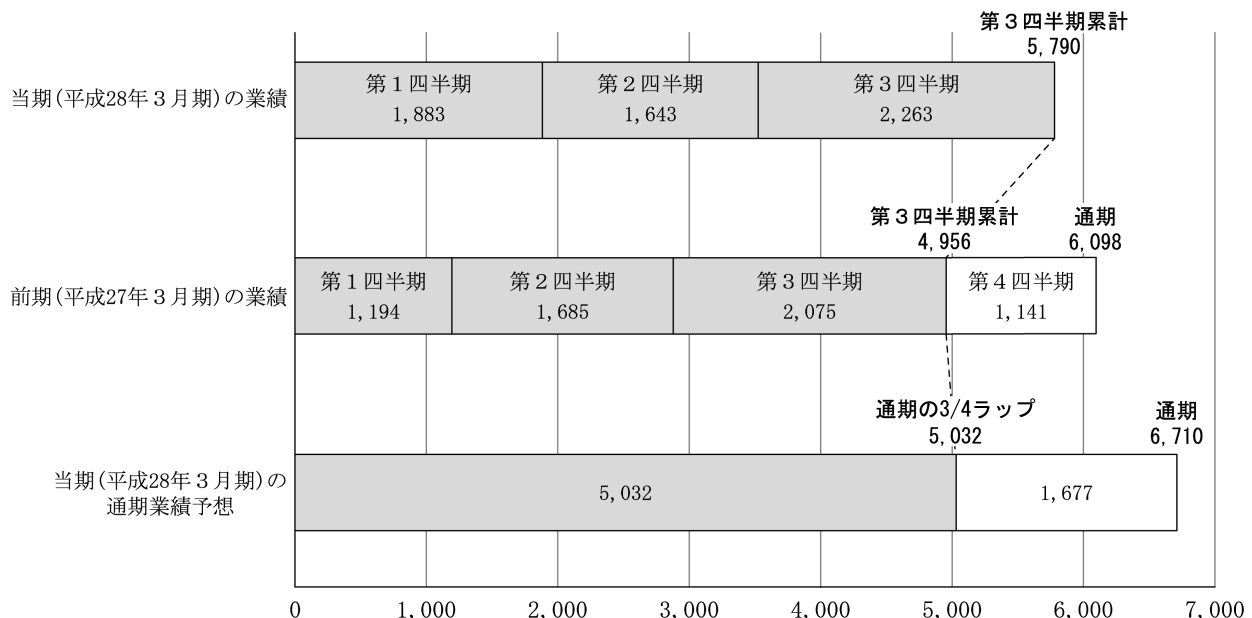 第３四半期累計
5,790
当期(平成28年３月期)の業績
第１四半期
1,883
第２四半期
1,643
第３四半期
2,263
第３四半期累計
4,956
通期
6,098
前期(平成27年３月期)の業績
第１四半期
1,194
第２四半期
1,685
第３四半期
2,075
第４四半期
1,141
通期の3/4ラップ
5,032
通期
6,710
当期(平成28年３月期)の
通期業績予想
5,032
1,677
0 1,000 2,000 3,000 4,000 5,000 6,000 7,000